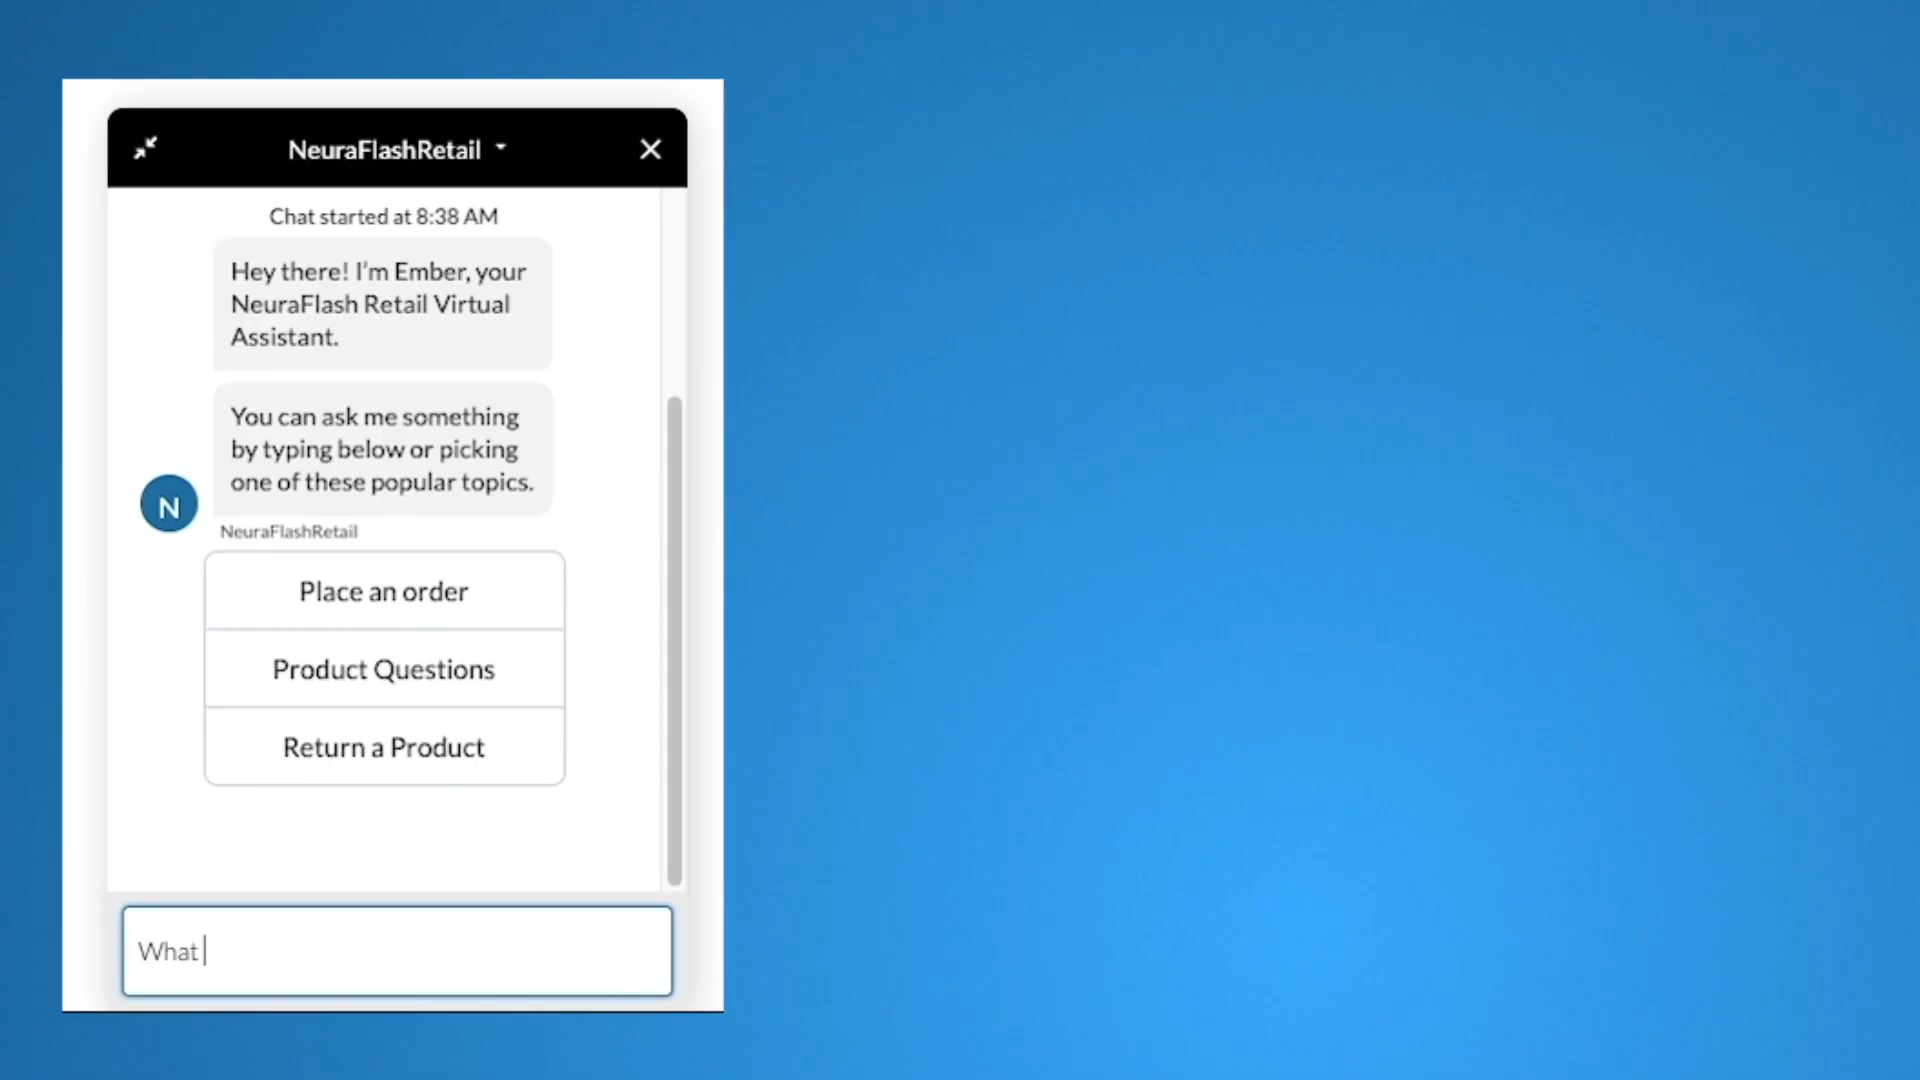 NeuraFlashRetail
Chat started at 8:38 AM
Hey there! I'm Ember, your
NeuraFlash Retail Virtual
Assistant.
You can ask me something
by typing below or picking
one of these popular topics.
N
NeuraFlashRetail
Place an order
Product Questions
Return a Product
What